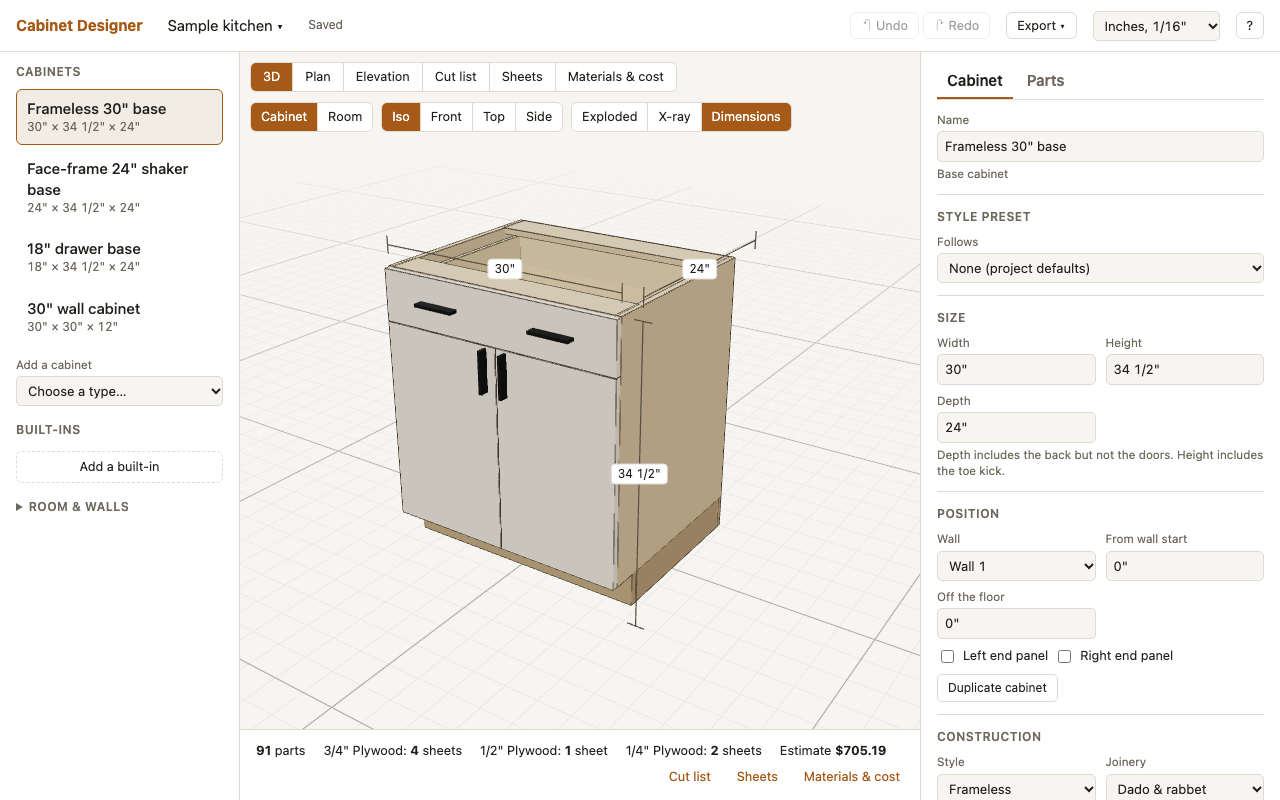 Cabinet Designer
Sample kitchen ▾
Saved
Undo
Redo
Export ▾
Inches, 1/16"
?
CABINETS
Frameless 30" base
30" × 34 1/2" × 24"
Face-frame 24" shaker
base
24" × 34 1/2" × 24"
18" drawer base
18" × 34 1/2" × 24"
30" wall cabinet
30" × 30" × 12"
Add a cabinet
Choose a type...
BUILT-INS
Add a built-in
ROOM & WALLS
3D Plan Elevation Cut list Sheets Materials & cost
Cabinet Room Iso Front Top Side Exploded X-ray Dimensions
30"
24"
34 1/2"
91 parts 3/4" Plywood: 4 sheets 1/2" Plywood: 1 sheet 1/4" Plywood: 2 sheets Estimate $705.19
Cut list Sheets Materials & cost
Cabinet Parts
Name
Frameless 30" base
Base cabinet
STYLE PRESET
Follows
None (project defaults)
SIZE
Width Height
30" 34 1/2"
Depth
24"
Depth includes the back but not the doors. Height includes
the toe kick.
POSITION
Wall From wall start
Wall 1 0"
Off the floor
0"
Left end panel Right end panel
Duplicate cabinet
CONSTRUCTION
Style Joinery
Frameless Dado & rabbet